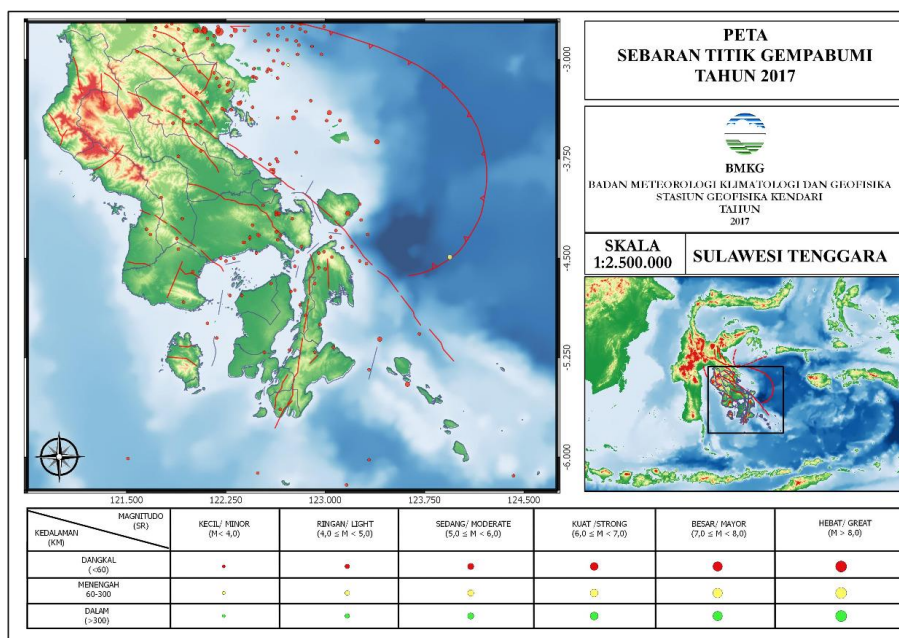 PETA
SEBARAN TITIK GEMPABUMI
TAHUN 2017
BMKG
BADAN METEOROLOGI KLIMATOLOGI DAN GEOFISIKA
STASIUN GEOFISIKA KENDARI
TAHUN
2017
SKALA
1:2.500.000
SULAWESI TENGGARA
-3.000
-3.750
-4.500
-5.250
-6.000
121.500
122.250
123.000
123.750
124.500
MAGNITUDO
(SR)
KEDALAMAN
(KM)
KECIL/ MINOR
(M< 4,0)
RINGAN/ LIGHT
(4,0 ≤ M < 5,0)
SEDANG/ MODERATE
(5,0 ≤ M < 6,0)
KUAT /STRONG
(6,0 ≤ M < 7,0)
BESAR/ MAYOR
(7,0 ≤ M < 8,0)
HEBAT/ GREAT
(M > 8,0)
DANGKAL
(<60)
MENENGAH
60-300
DALAM
(>300)